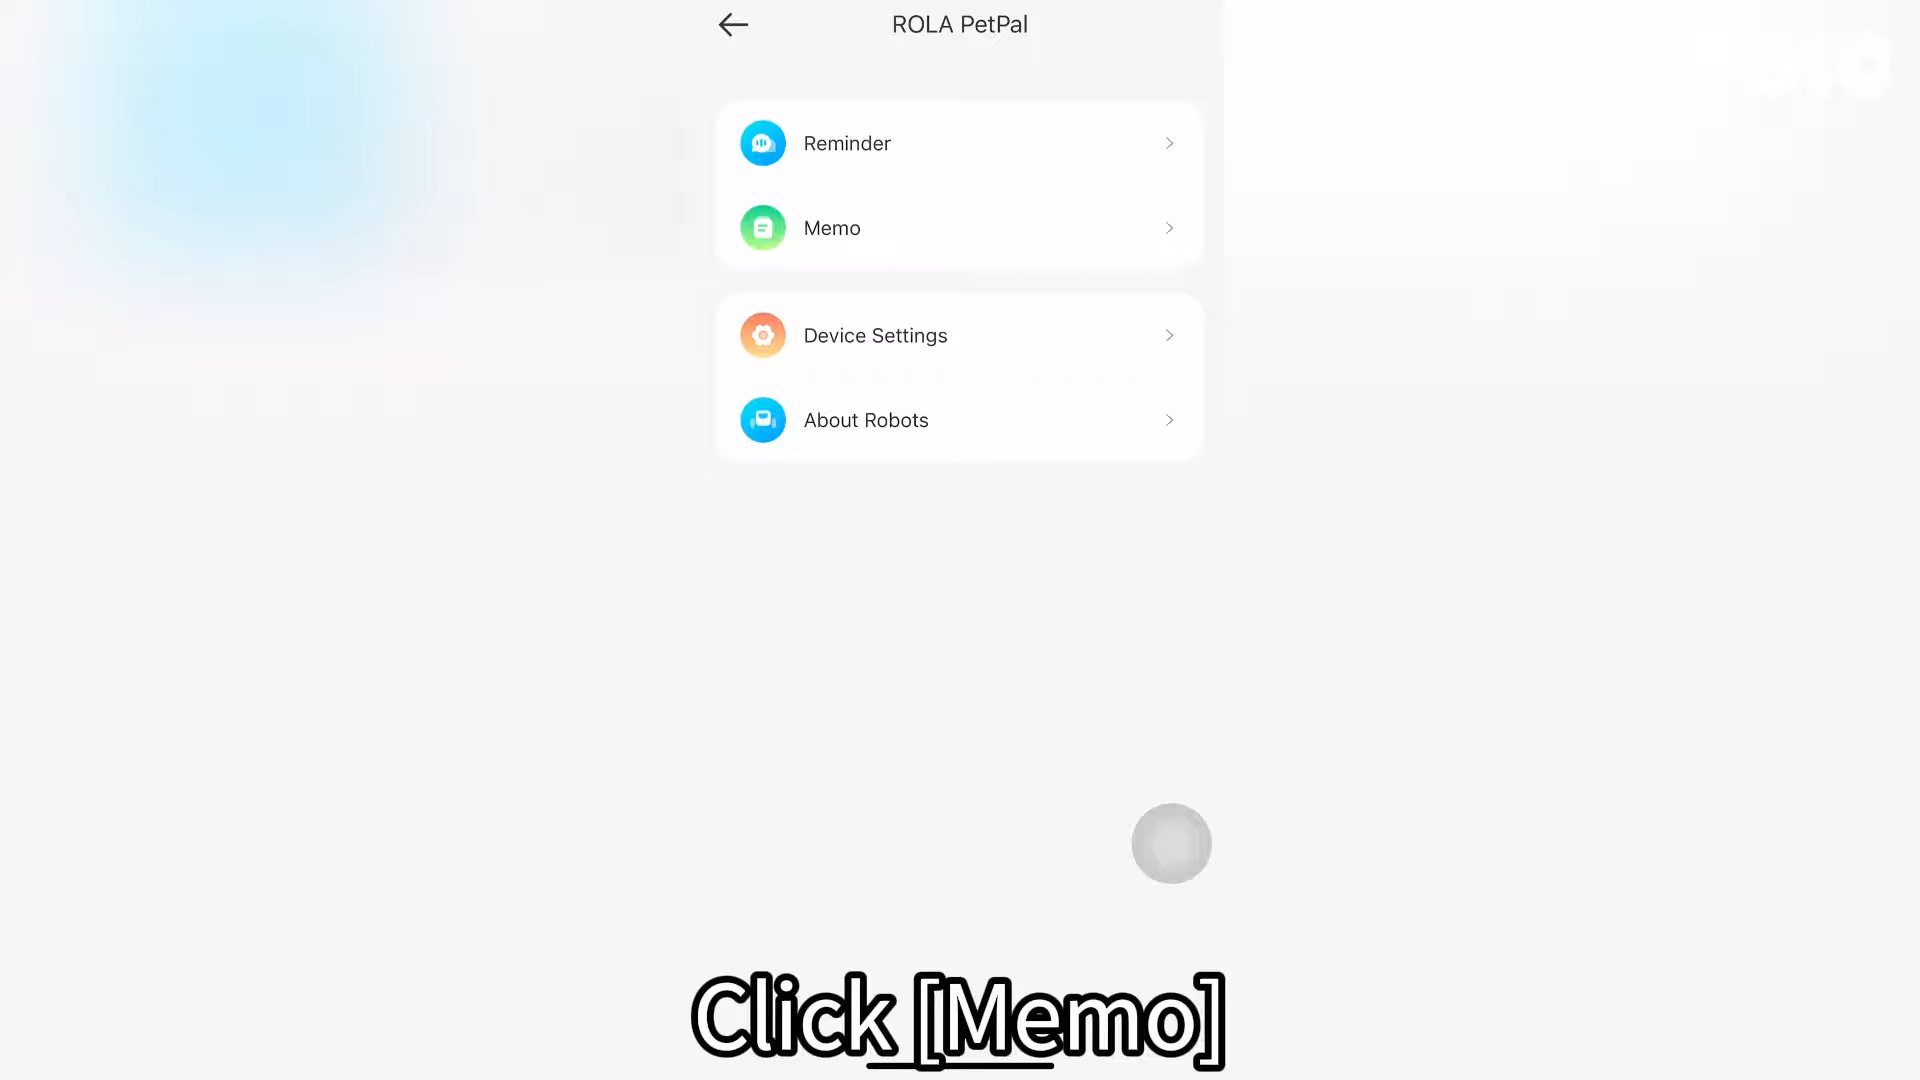 ROLA PetPal
Reminder
Memo
Device Settings
About Robots
Click [Memo]